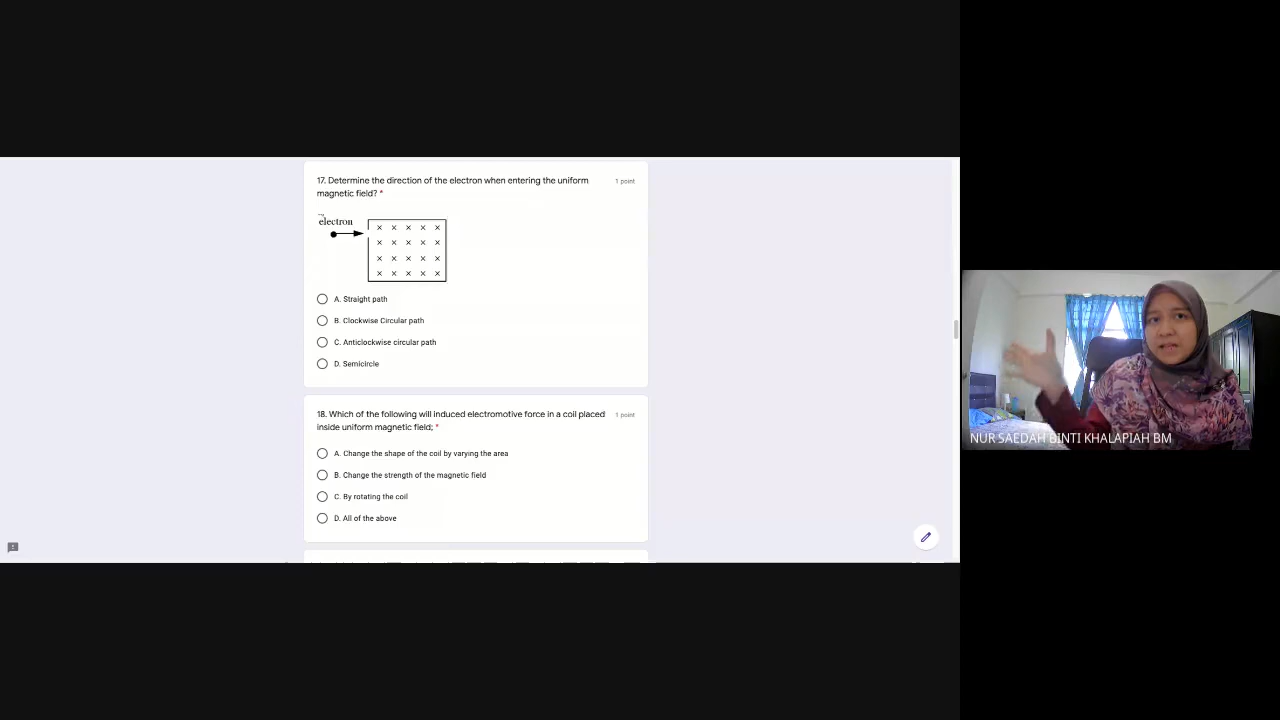 17. Determine the direction of the electron when entering the uniform 1 point
magnetic field? *
electron
× × × × ×
× × × × ×
× × × × ×
× × × × ×
A. Straight path
B. Clockwise Circular path
C. Anticlockwise circular path
D. Semicircle
18. Which of the following will induced electromotive force in a coil placed 1 point
inside uniform magnetic field; *
A. Change the shape of the coil by varying the area
B. Change the strength of the magnetic field
C. By rotating the coil
D. All of the above
NUR SAEDAH BINTI KHALAPIAH BM